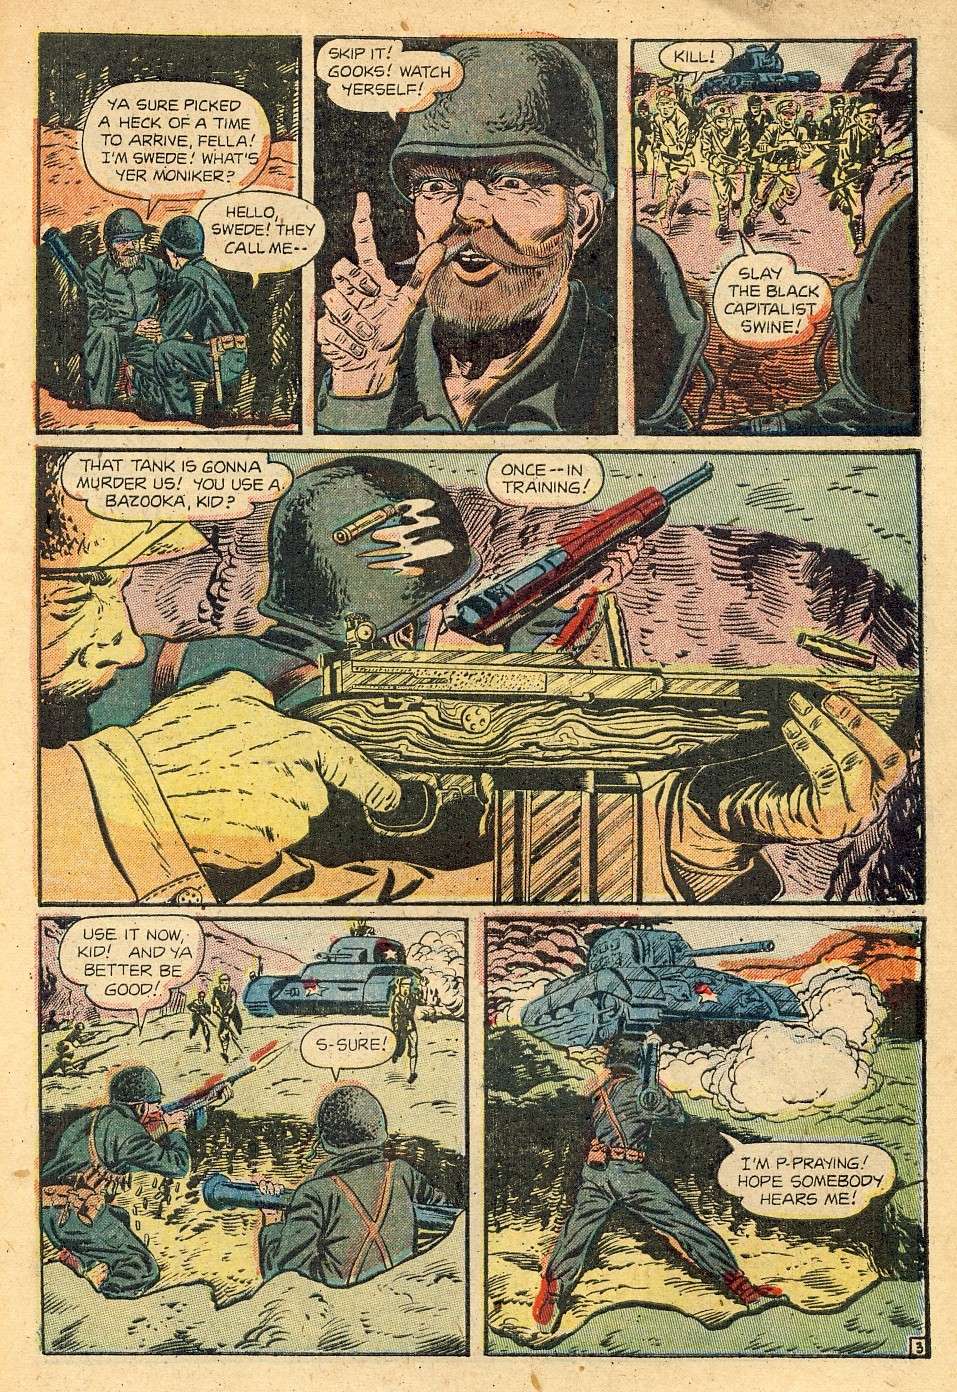 YA SURE PICKED
A HECK OF A TIME
TO ARRIVE, FELLA!
I'M SWEDE! WHAT'S
YER MONIKER?
HELLO,
SWEDE! THEY
CALL ME--
SKIP IT!
GOOKS! WATCH
YERSELF!
KILL!
SLAY
THE BLACK
CAPITALIST
SWINE!
THAT TANK IS GONNA
MURDER US! YOU USE A
BAZOOKA, KID?
ONCE--IN
TRAINING!
USE IT NOW,
KID! AND YA
BETTER BE
GOOD!
S-SURE!
I'M P-PRAYING!
HOPE SOMEBODY
HEARS ME!
3